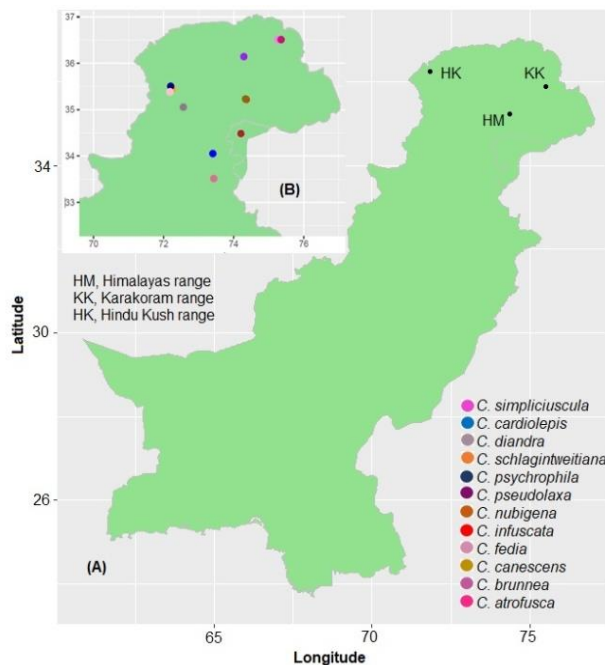 37
36
35
34
33
70
72
74
76
(B)
HK
KK
HM
34
30
26
Latitude
HM, Himalayas range
KK, Karakoram range
HK, Hindu Kush range
C. simpliciuscula
C. cardiolepis
C. diandra
C. schlagintweitiana
C. psychrophila
C. pseudolaxa
C. nubigena
C. infuscata
C. fedia
C. canescens
C. brunnea
C. atrofusca
(A)
65
70
75
Longitude